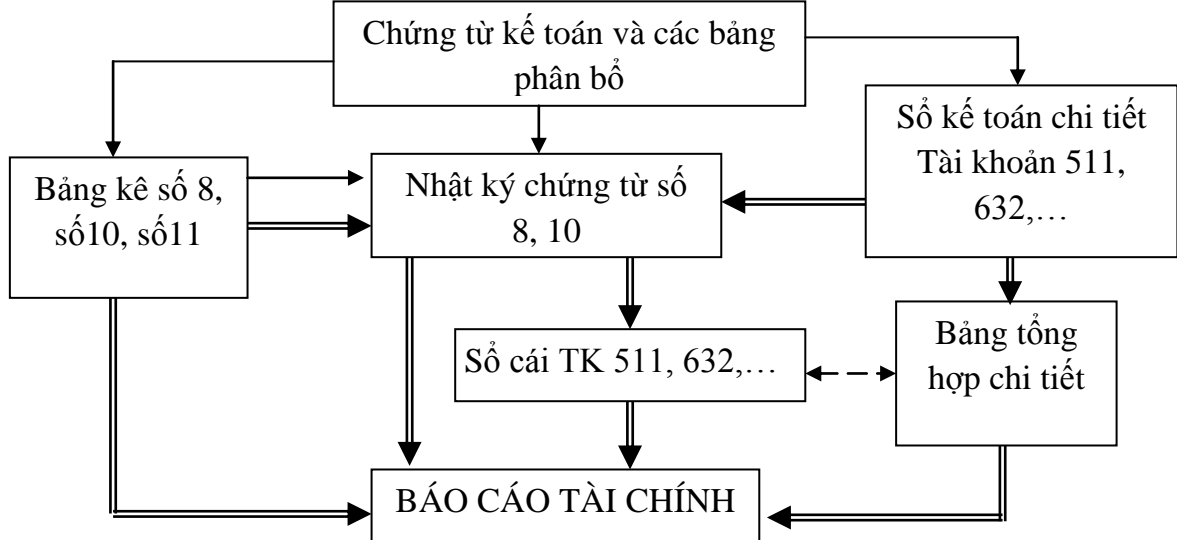 Chứng từ kế toán và các bảng
phân bổ
Sổ kế toán chi tiết
Tài khoản 511,
632,…
Bảng kê số 8,
số10, số11
Nhật ký chứng từ số
8, 10
Sổ cái TK 511, 632,…
Bảng tổng
hợp chi tiết
BÁO CÁO TÀI CHÍNH